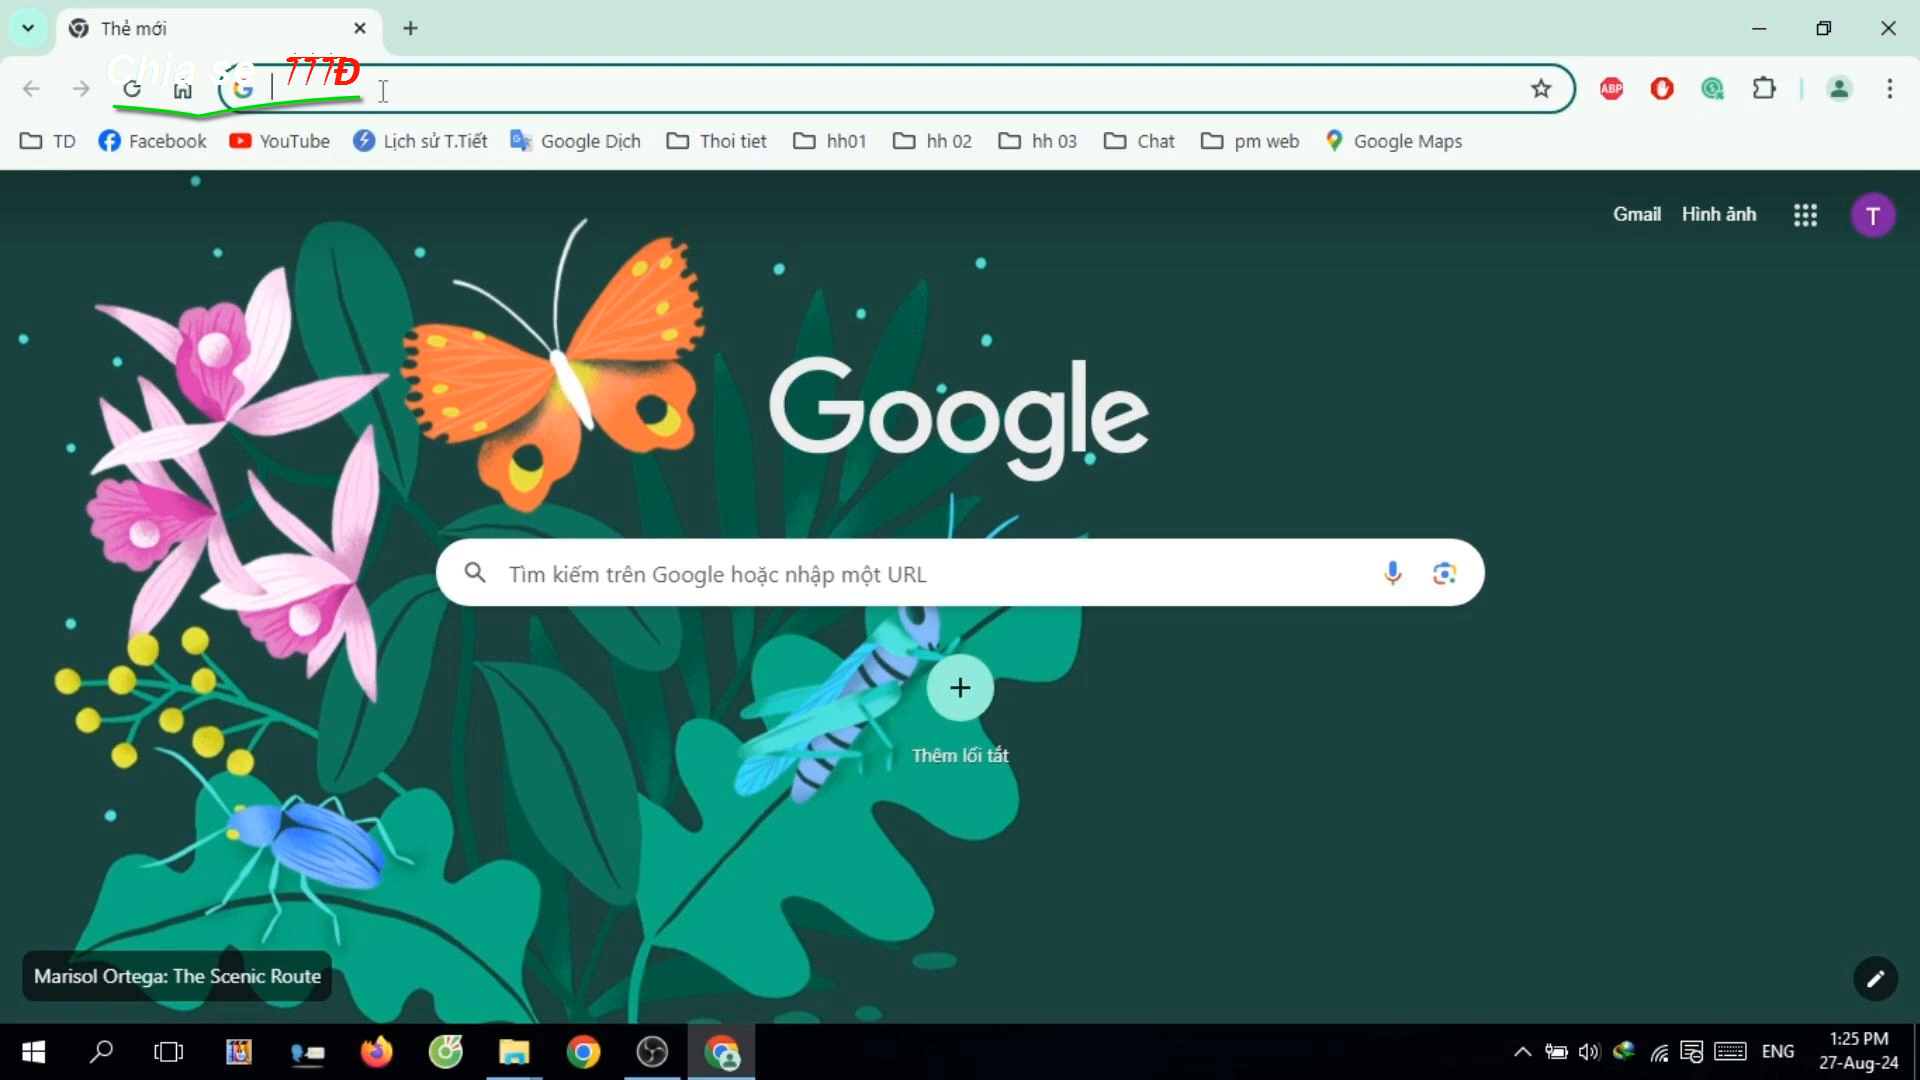 Thẻ mới
Chia sẻ TTTĐ
TD Facebook YouTube Lịch sử T.Tiết Google Dịch Thoi tiet hh01 hh 02 hh 03 Chat pm web Google Maps
ABP
Gmail Hình ảnh
T
Google
Tìm kiếm trên Google hoặc nhập một URL
Thêm lối tắt
Marisol Ortega: The Scenic Route
ENG
1:25 PM
27-Aug-24